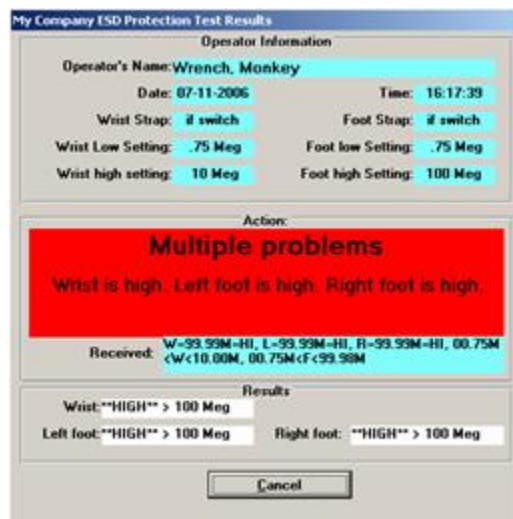 My Company ESD Protection Test Results
Operator Information
Operator's Name: Wrench, Monkey
Date: 07-11-2006 Time: 16:17:39
Wrist Strap: if switch Foot Strap: if switch
Wrist Low Setting: .75 Meg Foot low Setting: .75 Meg
Wrist high setting: 10 Meg Foot high Setting: 100 Meg
Action:
Multiple problems
Wrist is high. Left foot is high. Right foot is high.
Received: W=99.99M=HI, L=99.99M=HI, R=99.99M=HI, 00.75M
<W<10.00M, 00.75M<F<99.98M
Results
Wrist: **HIGH** > 100 Meg
Left foot: **HIGH** > 100 Meg Right foot: **HIGH** > 100 Meg
Cancel